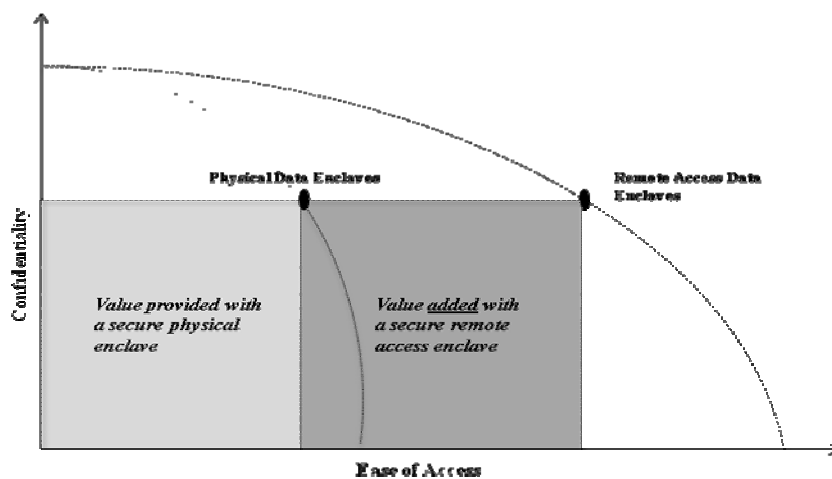 Physical Data Enclaves
Remote Access Data
Enclaves
Confidentiality
Value provided with
a secure physical
enclave
Value added with
a secure remote
access enclave
Ease of Access